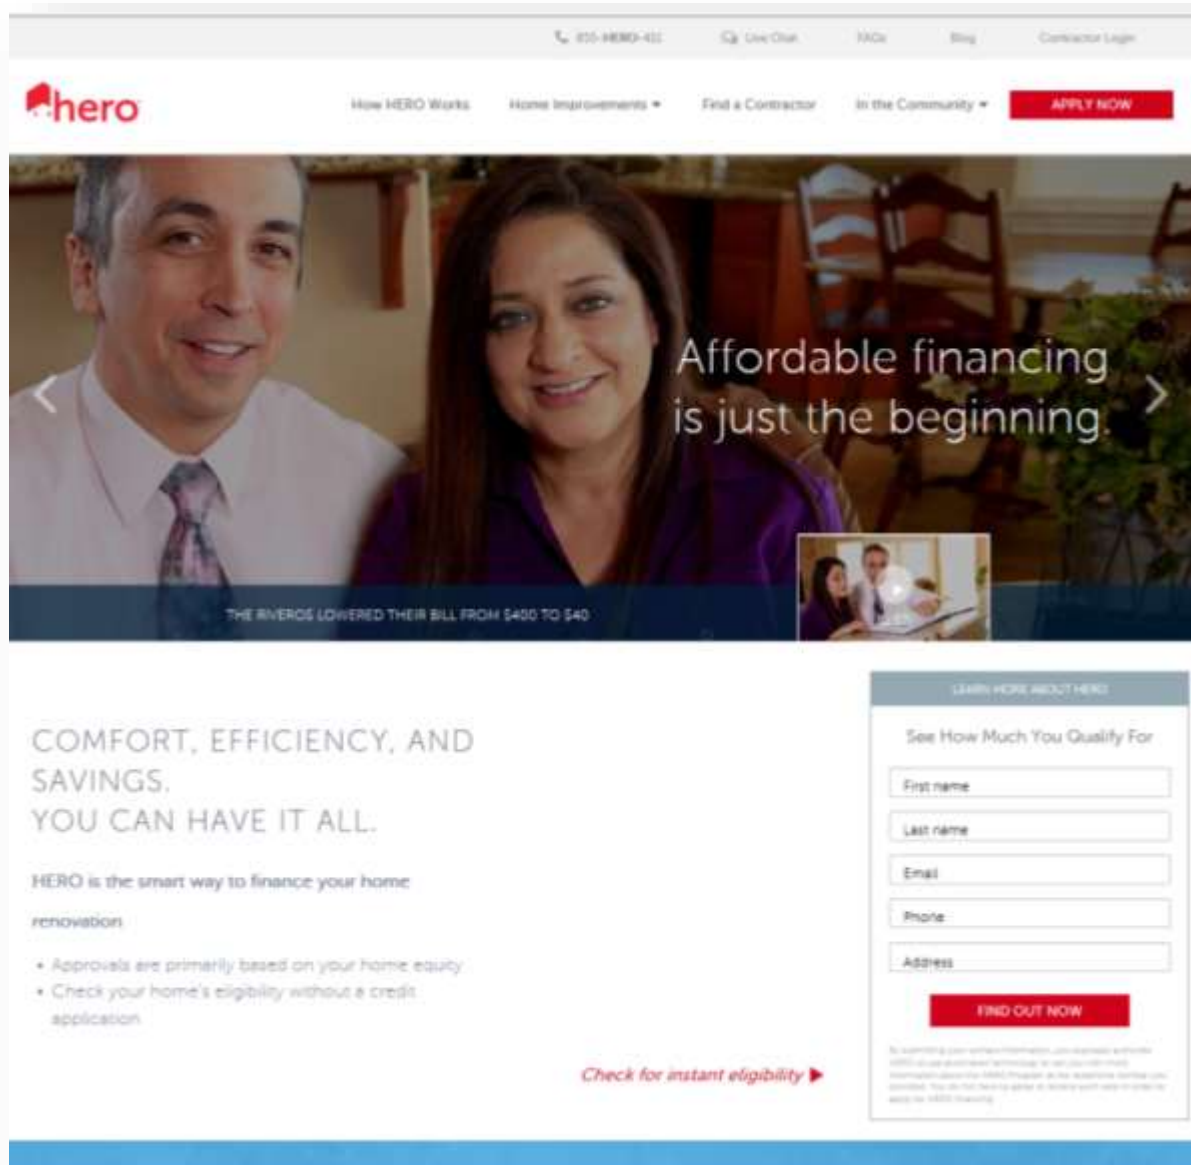 855-HERO-411
Live Chat
FAQs
Blog
Contractor Login
hero
How HERO Works
Home Improvements
Find a Contractor
In the Community
APPLY NOW
Affordable financing
is just the beginning.
THE RIVEROS LOWERED THEIR BILL FROM $400 TO $40
LEARN MORE ABOUT HERO
See How Much You Qualify For
First name
Last name
Email
Phone
Address
FIND OUT NOW
COMFORT, EFFICIENCY, AND
SAVINGS.
YOU CAN HAVE IT ALL.
HERO is the smart way to finance your home
renovation
• Approvals are primarily based on your home equity
• Check your home's eligibility without a credit
application
Check for instant eligibility